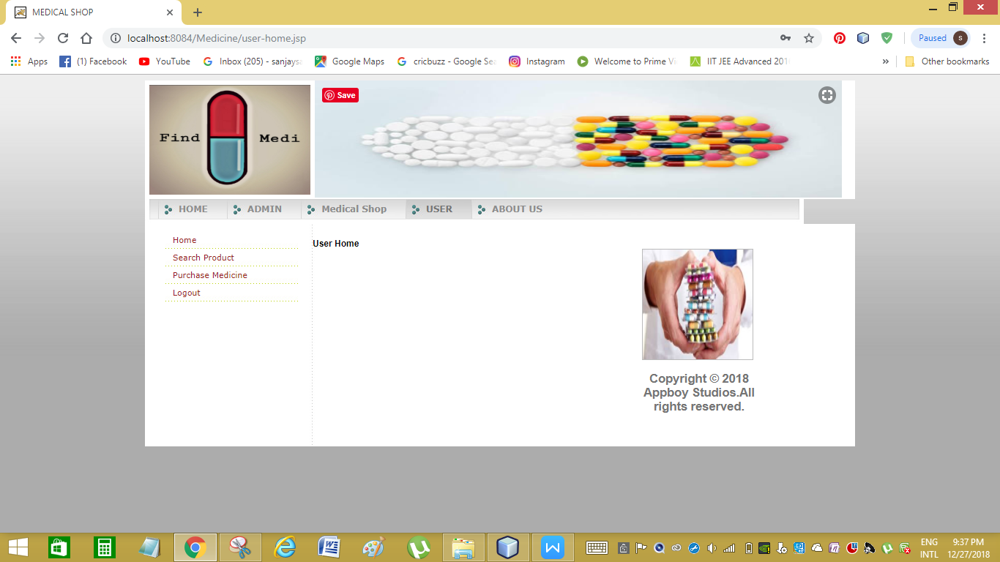 MEDICAL SHOP
localhost:8084/Medicine/user-home.jsp
Paused
S
Apps
(1) Facebook
YouTube
Inbox (205) - sanjaysa
Google Maps
cricbuzz - Google Sea
Instagram
Welcome to Prime Vi
IIT JEE Advanced 201
Other bookmarks
Find Medi
Save
HOME
ADMIN
Medical Shop
USER
ABOUT US
Home
Search Product
Purchase Medicine
Logout
User Home
Copyright © 2018
Appboy Studios.All
rights reserved.
ENG
INTL
9:37 PM
12/27/2018